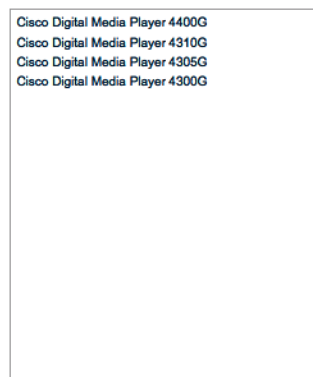 Cisco Digital Media Player 4400G
Cisco Digital Media Player 4310G
Cisco Digital Media Player 4305G
Cisco Digital Media Player 4300G